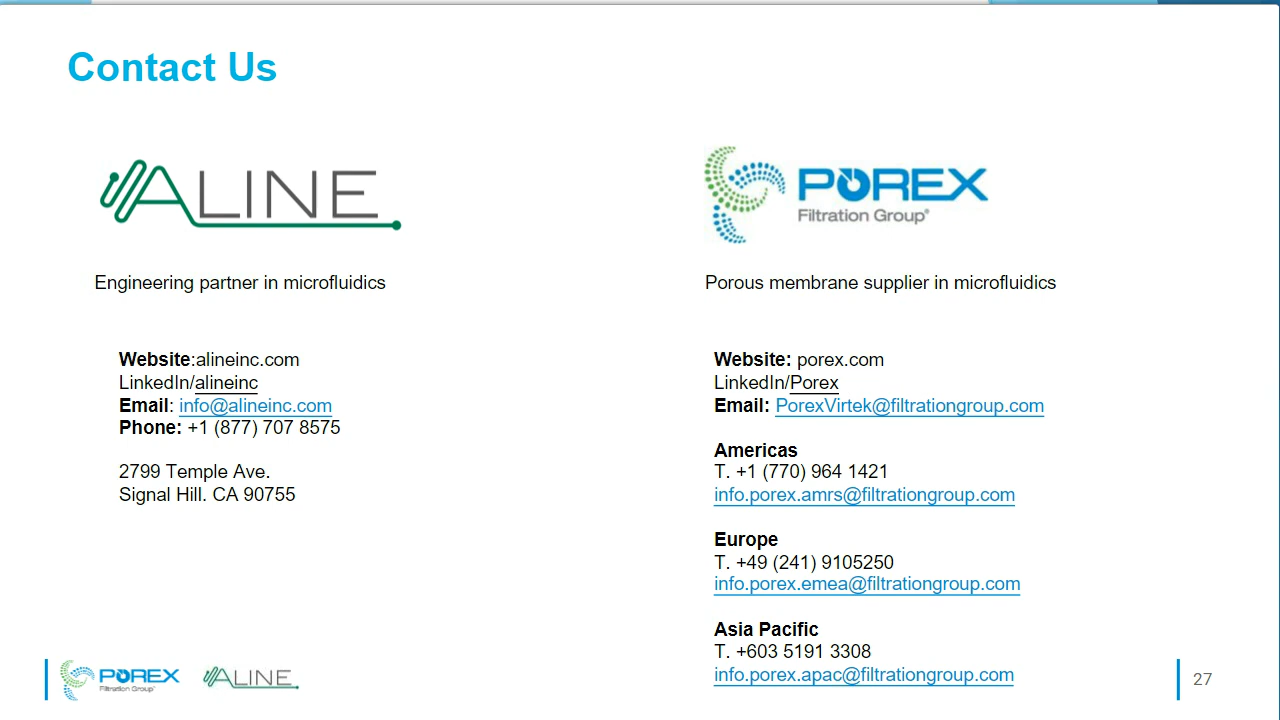 Contact Us
ALINE
Engineering partner in microfluidics
Website:alineinc.com
LinkedIn/alineinc
Email: info@alineinc.com
Phone: +1 (877) 707 8575
2799 Temple Ave.
Signal Hill. CA 90755
POREX
Filtration Group®
Porous membrane supplier in microfluidics
Website: porex.com
LinkedIn/Porex
Email: PorexVirtek@filtrationgroup.com
Americas
T. +1 (770) 964 1421
info.porex.amrs@filtrationgroup.com
Europe
T. +49 (241) 9105250
info.porex.emea@filtrationgroup.com
Asia Pacific
T. +603 5191 3308
info.porex.apac@filtrationgroup.com
POREX
Filtration Group®
ALINE
27